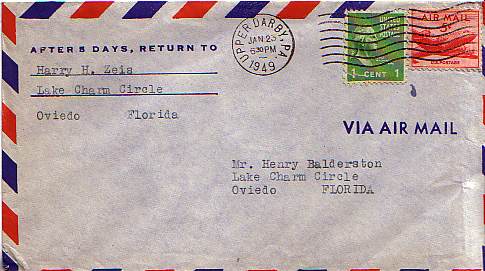 AFTER 5 DAYS, RETURN TO
Harry H. Zeis
Lake Charm Circle
Oviedo Florida
UPPER DARBY, PA.
JAN 25
6 30 PM
1949
UNITED STATES
POSTAGE
1 CENT 1
AIR MAIL
5¢
U.S. POSTAGE
VIA AIR MAIL
Mr. Henry Balderston
Lake Charm Circle
Oviedo FLORIDA